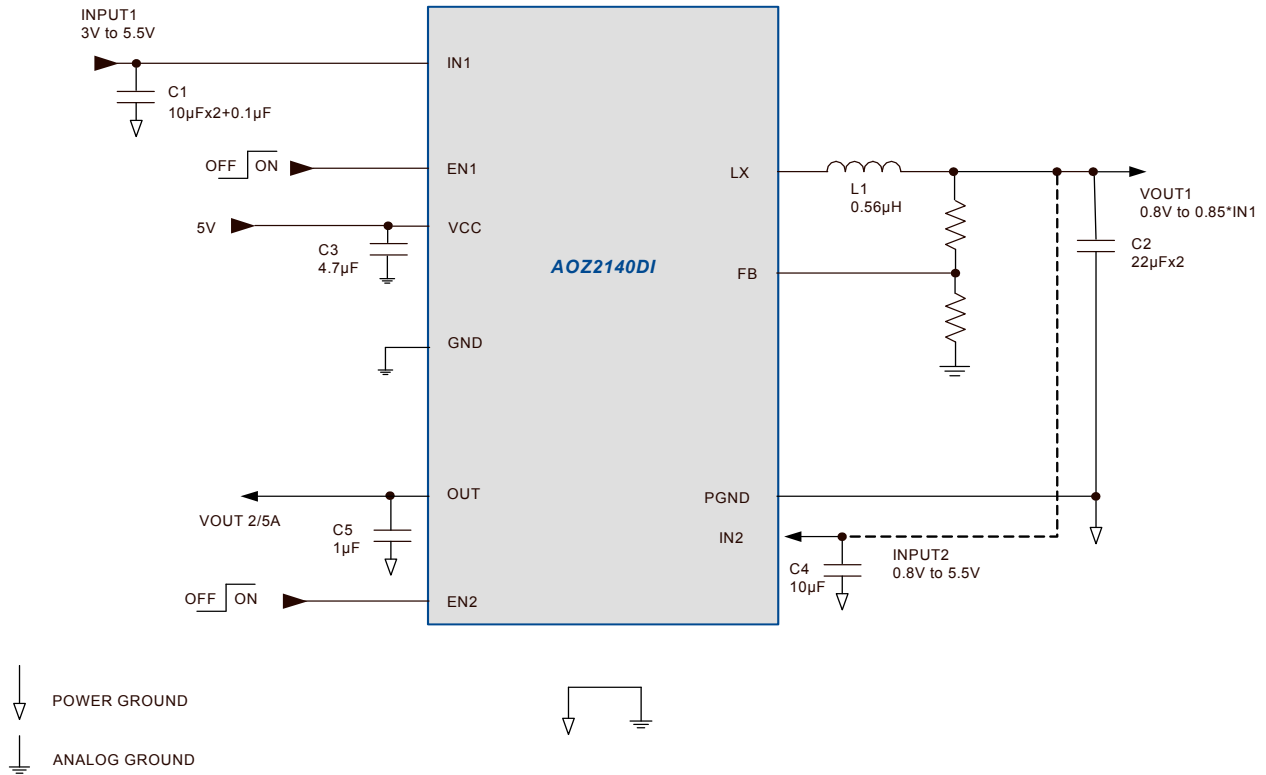 INPUT1
3V to 5.5V
IN1
C1
10µFx2+0.1µF
OFF ON
EN1
LX
L1
0.56µH
VOUT1
0.8V to 0.85*IN1
5V
VCC
C3
4.7µF
AOZ2140DI
FB
C2
22µFx2
GND
OUT
PGND
VOUT 2/5A
C5
1µF
IN2
INPUT2
0.8V to 5.5V
C4
10µF
OFF ON
EN2
POWER GROUND
ANALOG GROUND